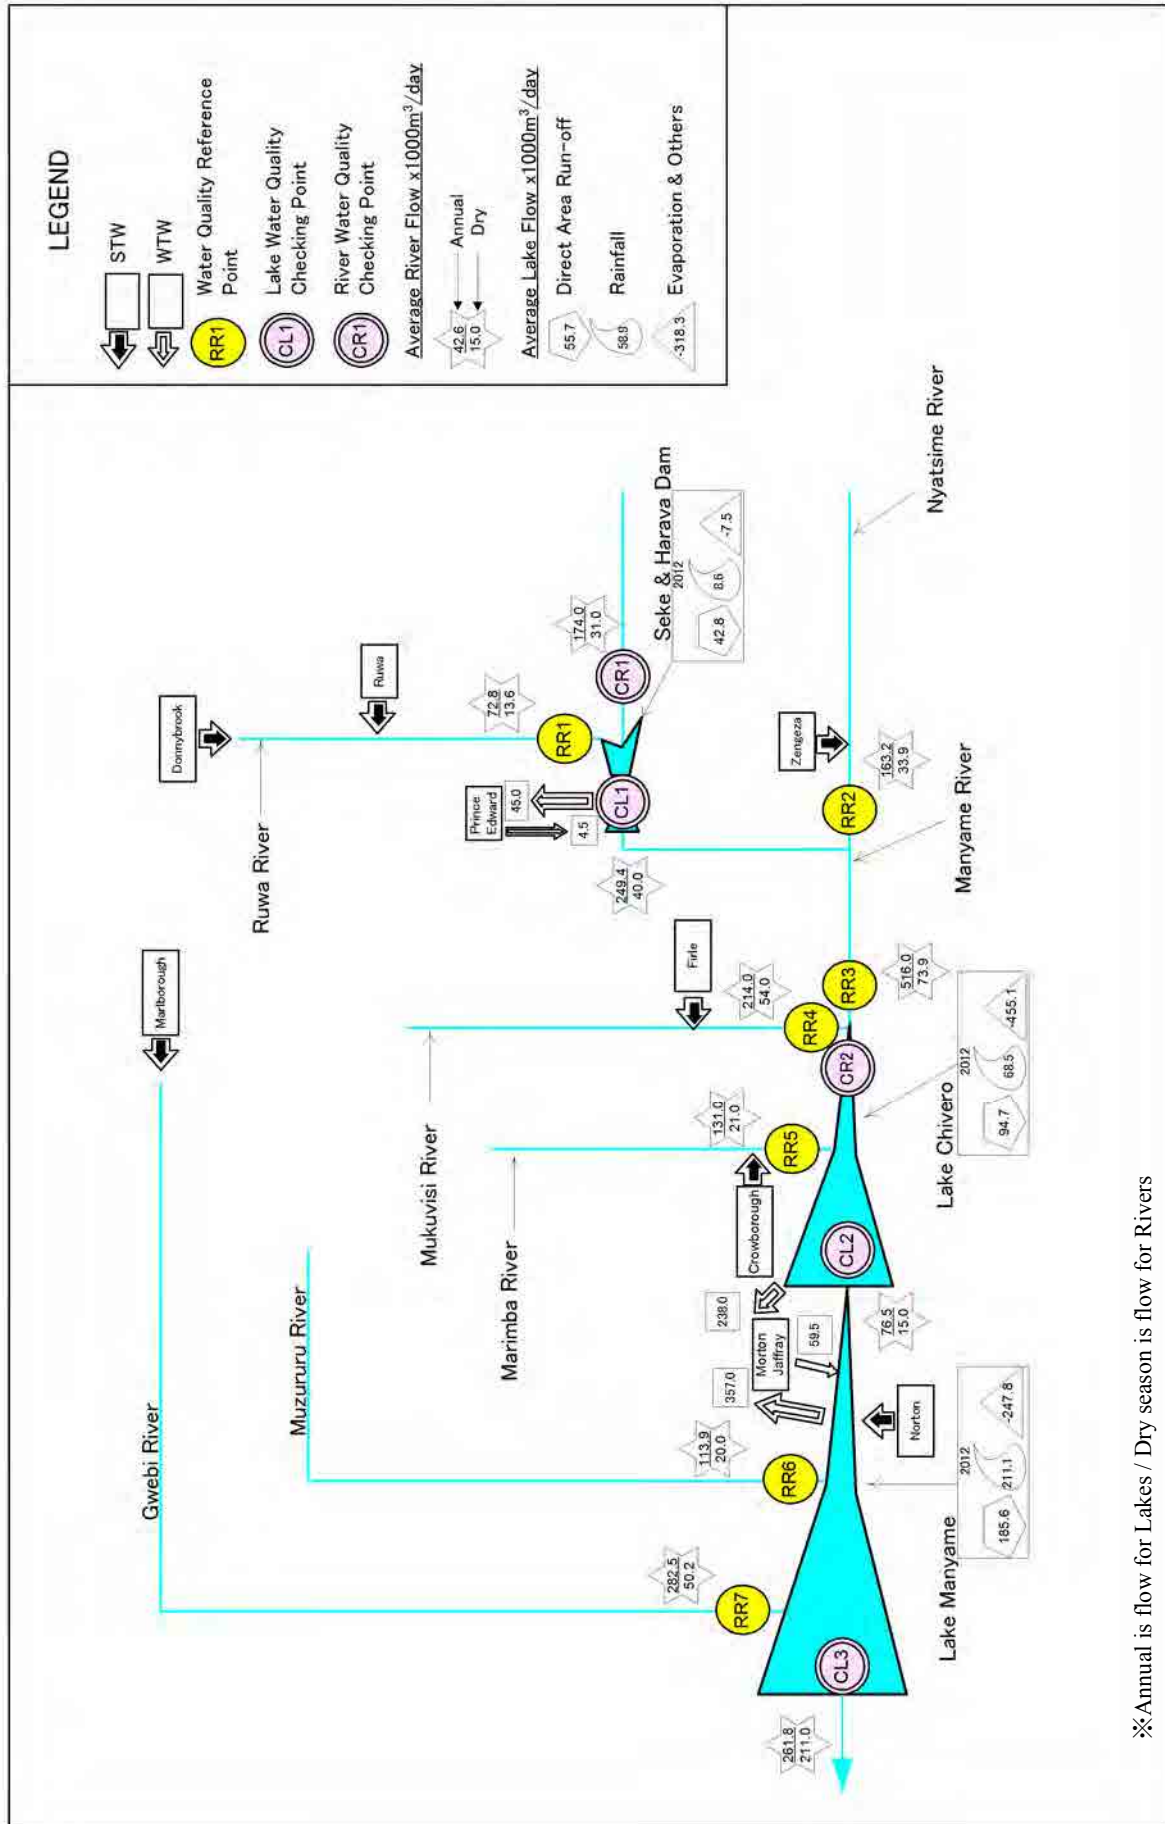 LEGEND
STW
WTW
RR1
Water Quality Reference
Point
CL1
Lake Water Quality
Checking Point
CR1
River Water Quality
Checking Point
Average River Flow x1000m³/day
42.6
15.0
Annual
Dry
Average Lake Flow x1000m³/day
55.7
Direct Area Run-off
58.9
Rainfall
-318.3
Evaporation & Others
Gwebi River
Marlborough
Muzururu River
Mukuvisi River
Marimba River
Ruwa River
Donnybrook
Ruwa
Firle
Crowborough
Prince
Edward
45.0
4.5
72.8
13.6
RR1
174.0
31.0
CR1
CL1
249.4
40.0
Seke & Harava Dam
2012
42.8
8.6
-7.5
Zengeza
163.2
33.9
RR2
Nyatsime River
Manyame River
214.0
54.0
RR4
RR3
516.0
73.9
CR2
131.0
21.0
RR5
CL2
Lake Chivero
2012
94.7
68.5
-455.1
238.0
Morton
Jaffray
59.5
357.0
76.5
15.0
Norton
113.9
20.0
RR6
282.5
50.2
RR7
CL3
261.8
211.0
Lake Manyame
2012
185.6
211.1
-247.8
※Annual is flow for Lakes / Dry season is flow for Rivers